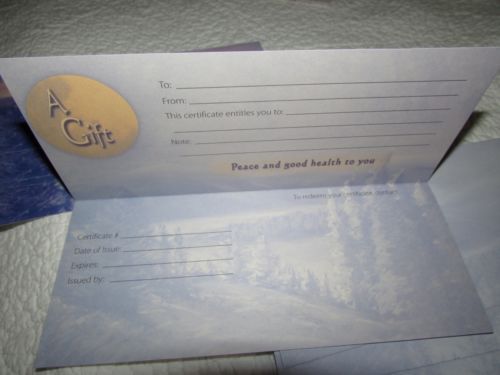 A Gift
To:
From:
This certificate entitles you to:
Note:
Peace and good health to you
To redeem your certificate, contact:
Certificate #
Date of Issue:
Expires:
Issued by: